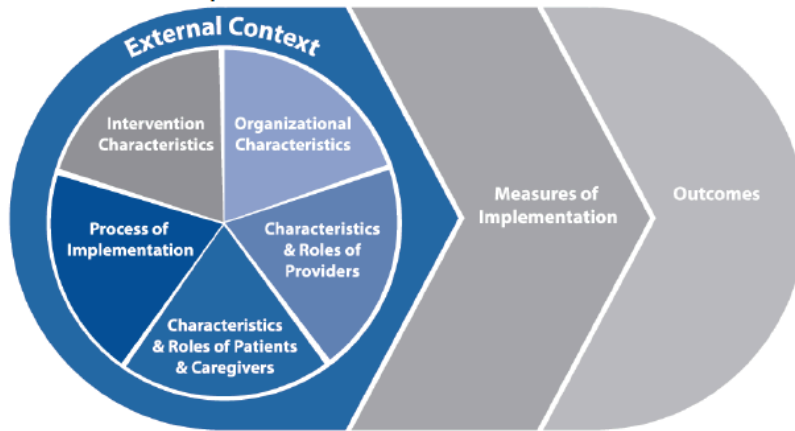 External Context
Intervention
Characteristics
Organizational
Characteristics
Process of
Implementation
Characteristics
& Roles of
Providers
Characteristics
& Roles of Patients
& Caregivers
Measures of
Implementation
Outcomes